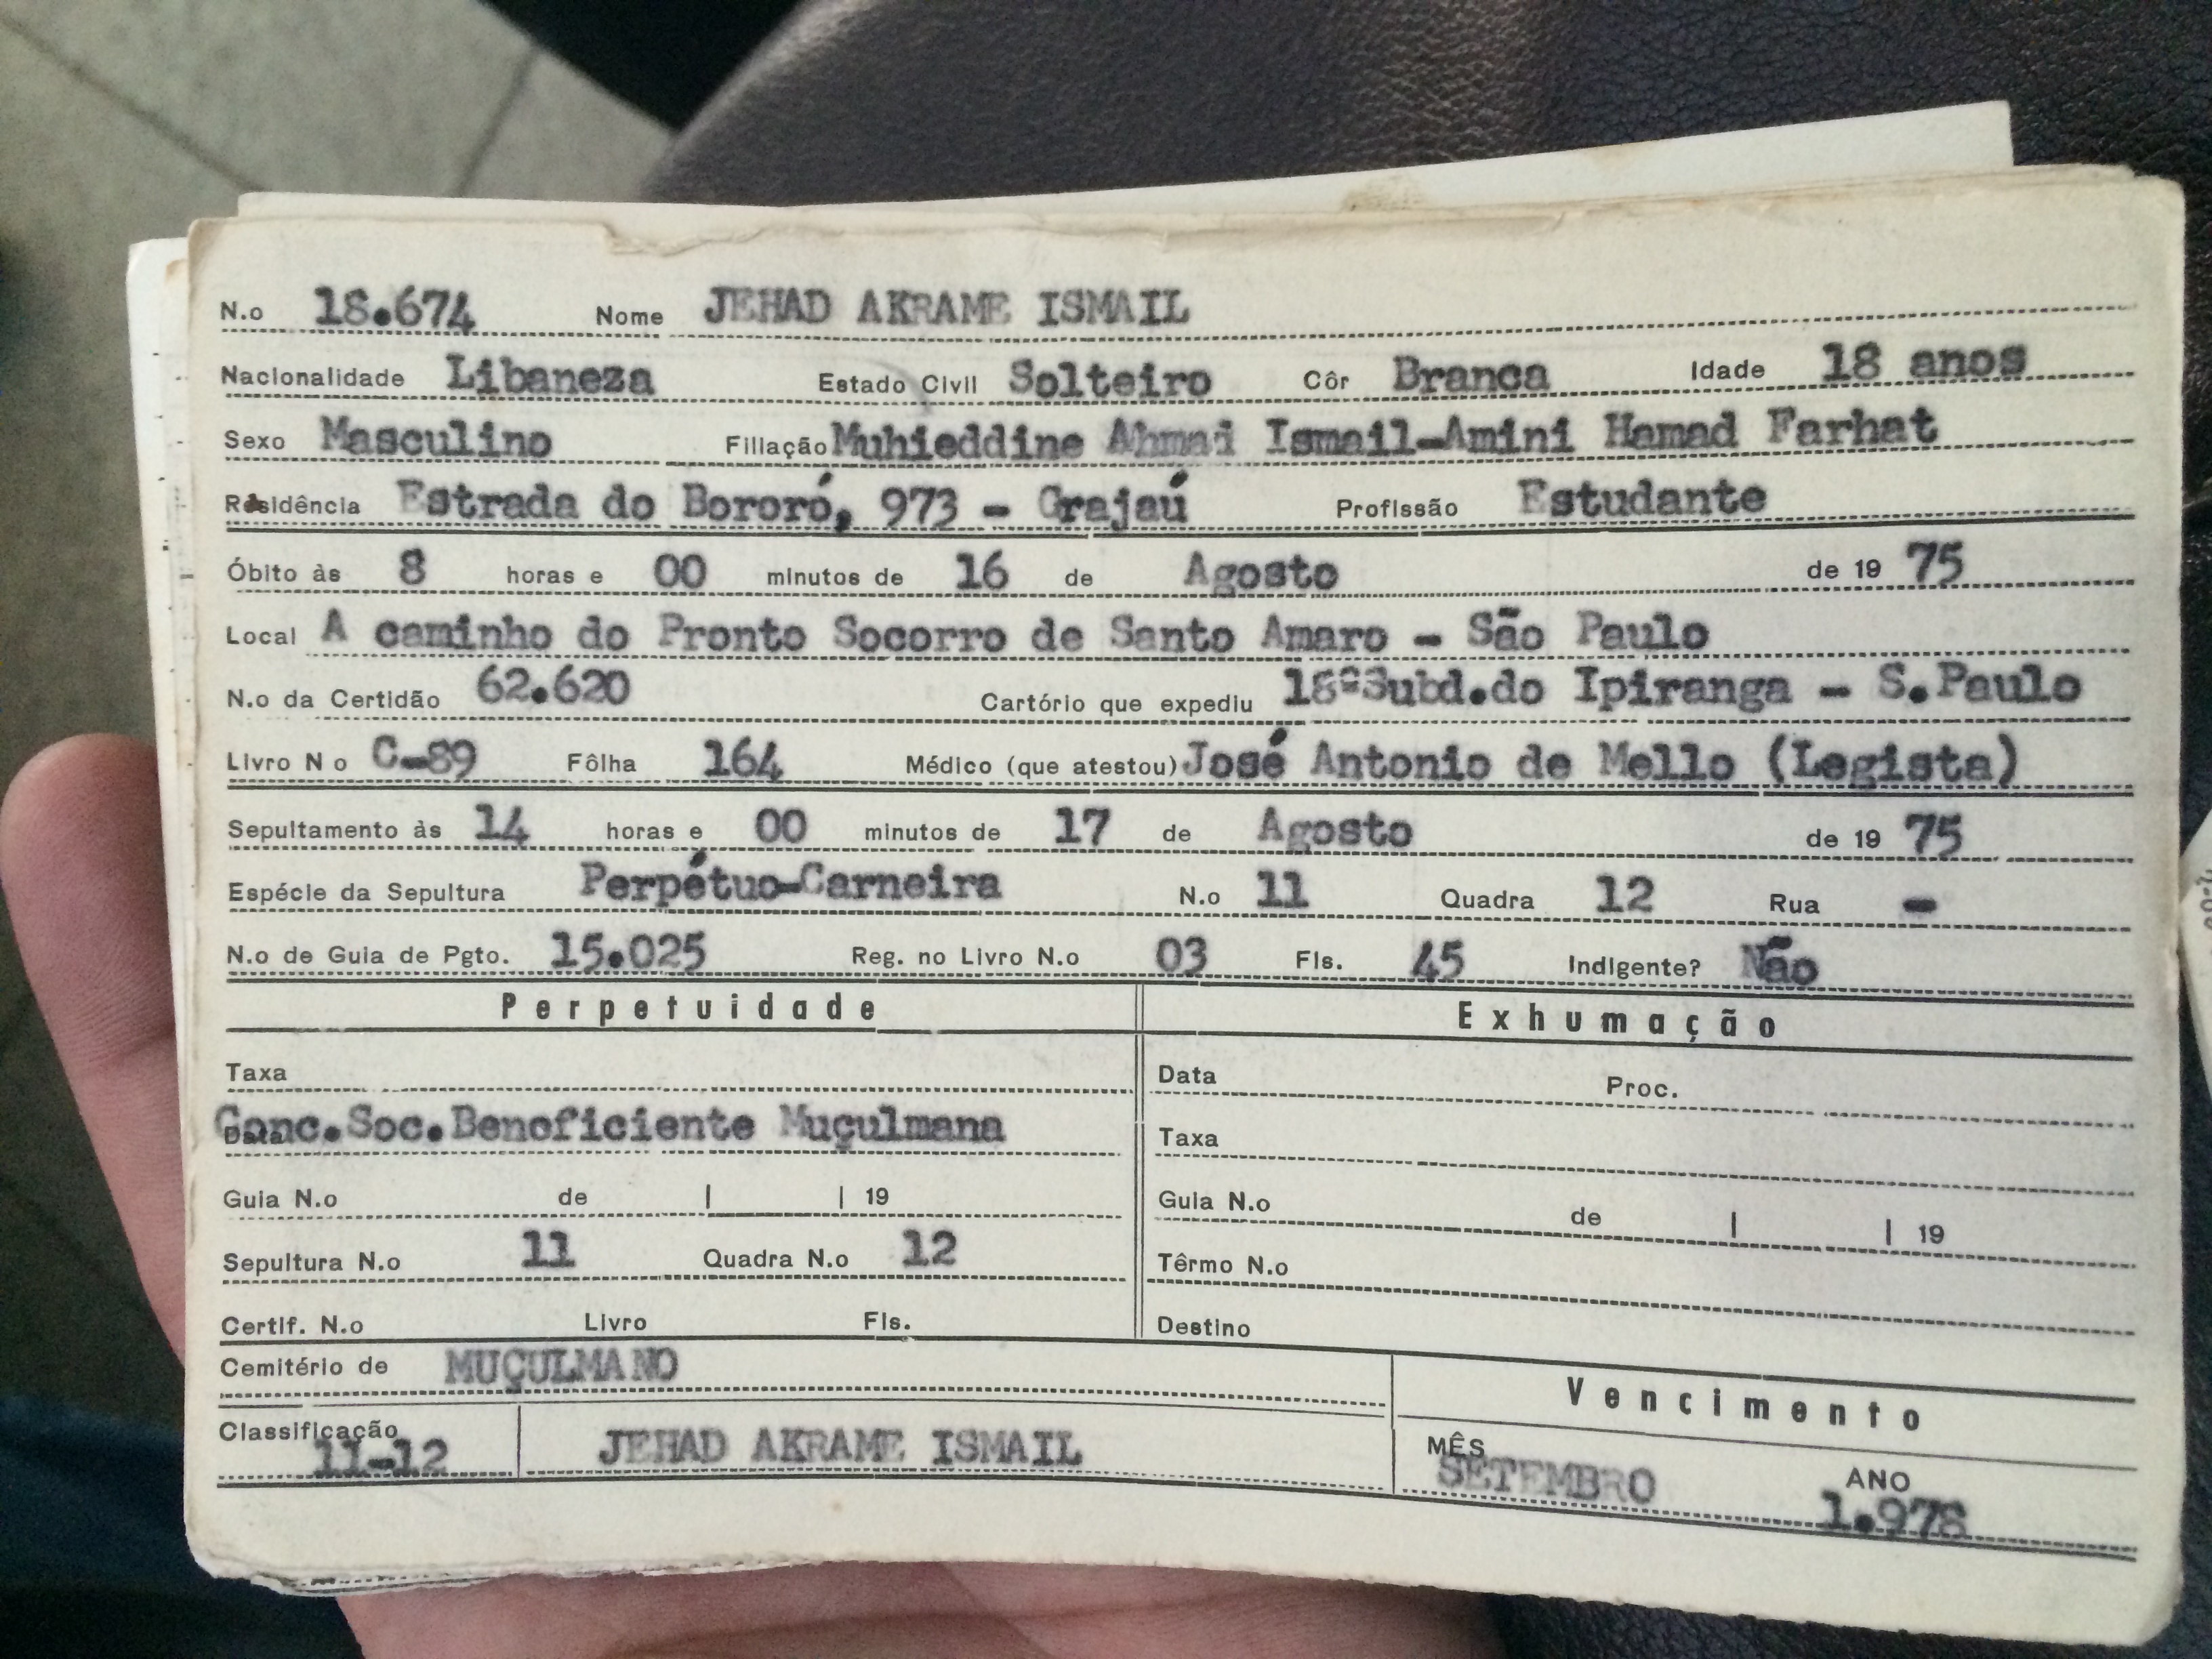 N.o 18.674 Nome JEHAD AKRAME ISMAIL
Nacionalidade Libaneza Estado Civil Solteiro Côr Branca Idade 18 anos
Sexo Masculino Filiação Muhieddine Ahmad Ismail-Amini Hamad Farhat
Residência Estrada do Bororó, 973 - Grajaú Profissão Estudante
Óbito às 8 horas e 00 minutos de 16 de Agosto de 19 75
Local A caminho do Pronto Socorro de Santo Amaro - São Paulo
N.o da Certidão 62.620 Cartório que expediu 18º Subd.do Ipiranga - S.Paulo
Livro N o C-89 Fôlha 164 Médico (que atestou) José Antonio de Mello (Legista)
Sepultamento às 14 horas e 00 minutos de 17 de Agosto de 19 75
Espécie da Sepultura Perpétuo-Carneira N.o 11 Quadra 12 Rua -
N.o de Guia de Pgto. 15.025 Reg. no Livro N.o 03 Fls. 45 Indigente? Não
Perpetuidade Exhumação
Taxa Data Proc.
Conc.Soc.Beneficiente Muçulmana Taxa
Guia N.o de | | 19 Guia N.o de | | 19
Sepultura N.o 11 Quadra N.o 12 Têrmo N.o
Certif. N.o Livro Fls. Destino
Cemitério de MUÇULMANO Vencimento
Classificação 11-12 JEHAD AKRAME ISMAIL MÊS SETEMBRO ANO 1.978